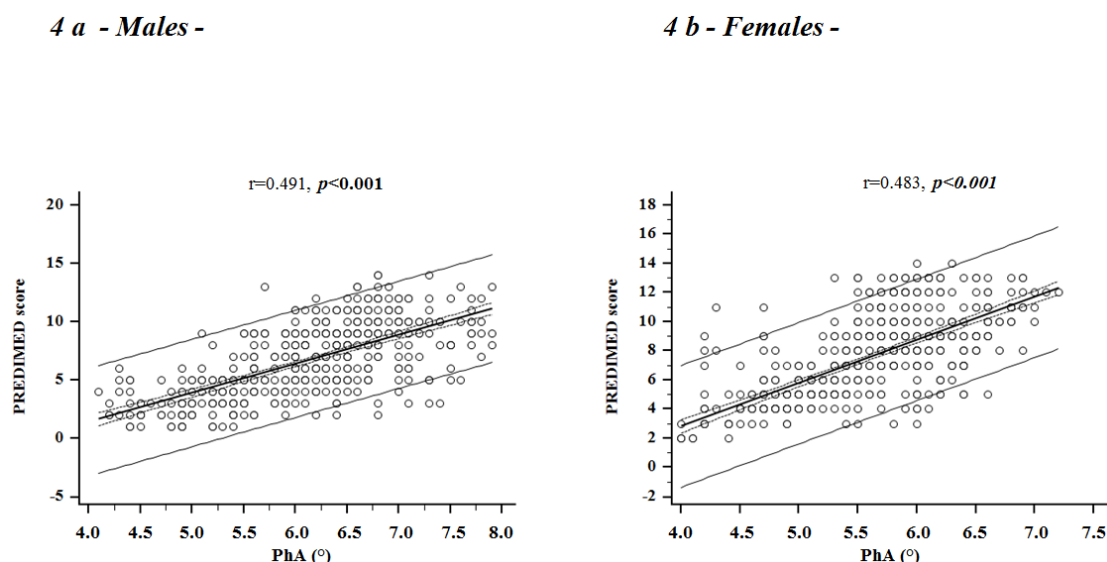 4 a - Males -
4 b - Females -
r=0.491, p<0.001
20
15
10
5
0
-5
PREDIMED score
4.0 4.5 5.0 5.5 6.0 6.5 7.0 7.5 8.0
PhA (°)
r=0.483, p<0.001
18
16
14
12
10
8
6
4
2
0
-2
PREDIMED score
4.0 4.5 5.0 5.5 6.0 6.5 7.0 7.5
PhA (°)